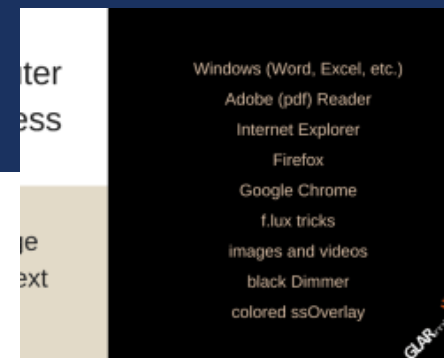 ter
ess
ge
ext
Windows (Word, Excel, etc.)
Adobe (pdf) Reader
Internet Explorer
Firefox
Google Chrome
f.lux tricks
images and videos
black Dimmer
colored ssOverlay
GLAR